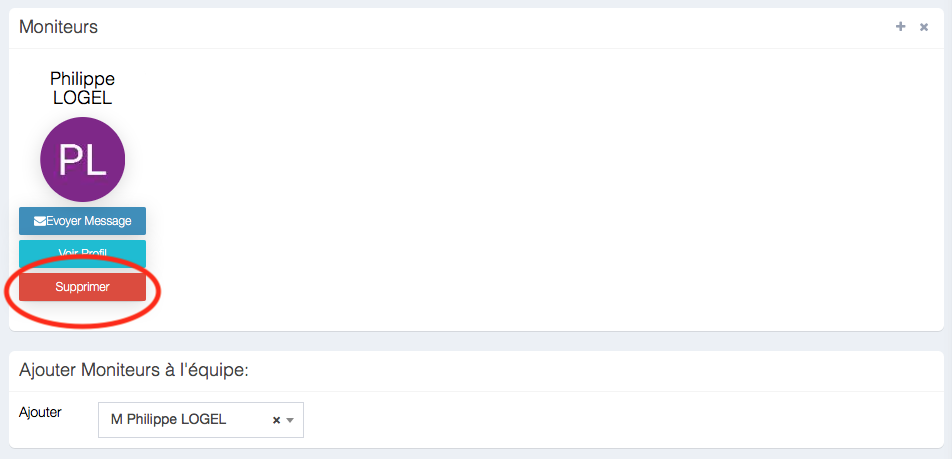 Moniteurs
Philippe
LOGEL
PL
Evoyer Message
Voir Profil
Supprimer
Ajouter Moniteurs à l'équipe:
Ajouter
M Philippe LOGEL